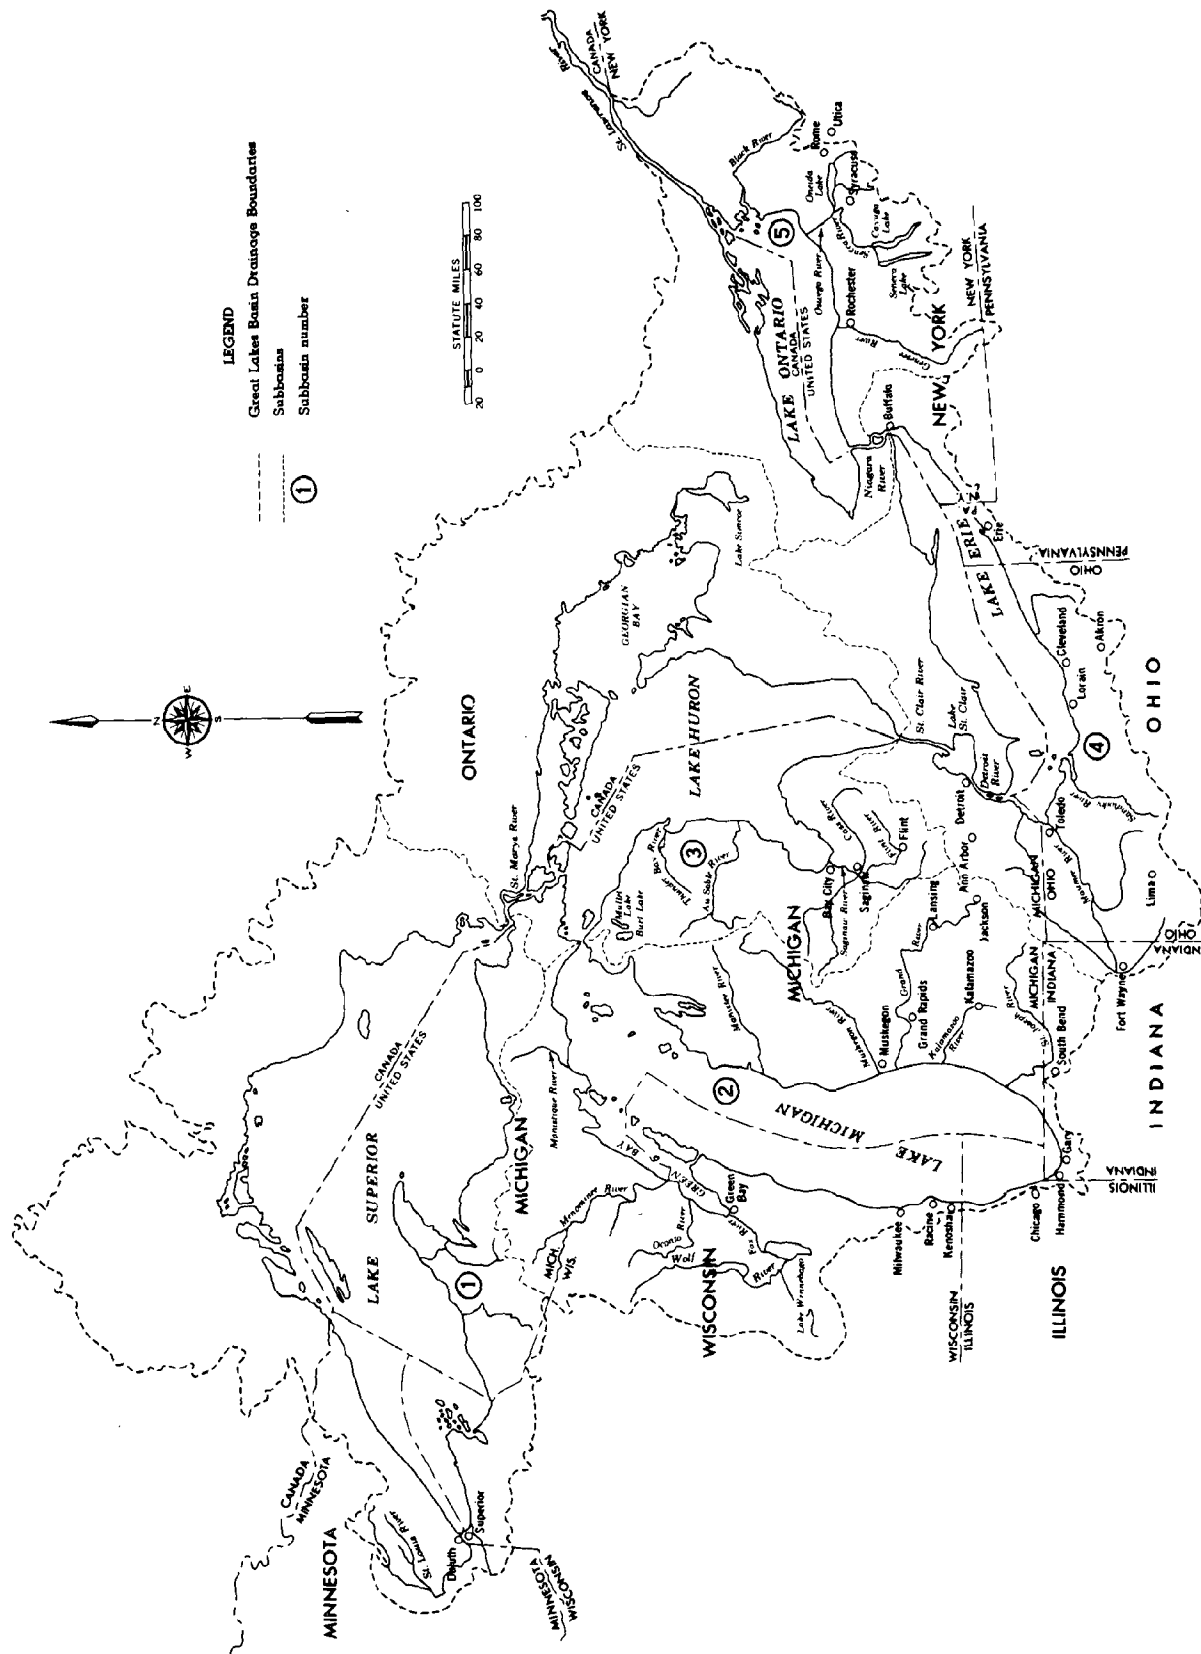 LEGEND
Great Lakes Basin Drainage Boundaries
Subbasins
1
Subbasin number
STATUTE MILES
20 0 20 40 60 80 100
N
E
S
W
ONTARIO
CANADA
MINNESOTA
MINNESOTA
St. Louis River
Duluth
Superior
MINNESOTA
WISCONSIN
LAKE SUPERIOR
CANADA
UNITED STATES
1
MICHIGAN
MICH.
WIS.
St. Marys River
Manistique River
Menominee River
GREEN BAY
Oconto River
Wolf River
Fox River
Green Bay
Lake Winnebago
WISCONSIN
2
LAKE MICHIGAN
Milwaukee
Racine
Kenosha
WISCONSIN
ILLINOIS
Chicago
Hammond
Gary
ILLINOIS
ILLINOIS
INDIANA
INDIANA
South Bend
St. Joseph River
MICHIGAN
INDIANA
Fort Wayne
INDIANA
OHIO
Manistee River
Muskegon River
Muskegon
Grand River
Grand Rapids
Kalamazoo River
Kalamazoo
Lansing
Jackson
MICHIGAN
Mullet Lake
Burt Lake
Thunder Bay River
Au Sable River
3
Bay City
Saginaw
Saginaw River
Cass River
Flint River
Flint
Ann Arbor
Detroit
Detroit River
Lake St. Clair
St. Clair River
LAKE HURON
CANADA
UNITED STATES
GEORGIAN BAY
Lake Simcoe
MICHIGAN
OHIO
Toledo
Maumee River
Lima
Sandusky River
4
OHIO
Lorain
Cleveland
Akron
LAKE ERIE
OHIO
PENNSYLVANIA
Erie
Niagara River
Buffalo
NEW YORK
LAKE ONTARIO
CANADA
UNITED STATES
Rochester
Genesee River
NEW YORK
PENNSYLVANIA
5
Oswego River
Oneida Lake
Syracuse
Seneca River
Cayuga Lake
Seneca Lake
Rome
Utica
Black River
St. Lawrence River
CANADA
NEW YORK